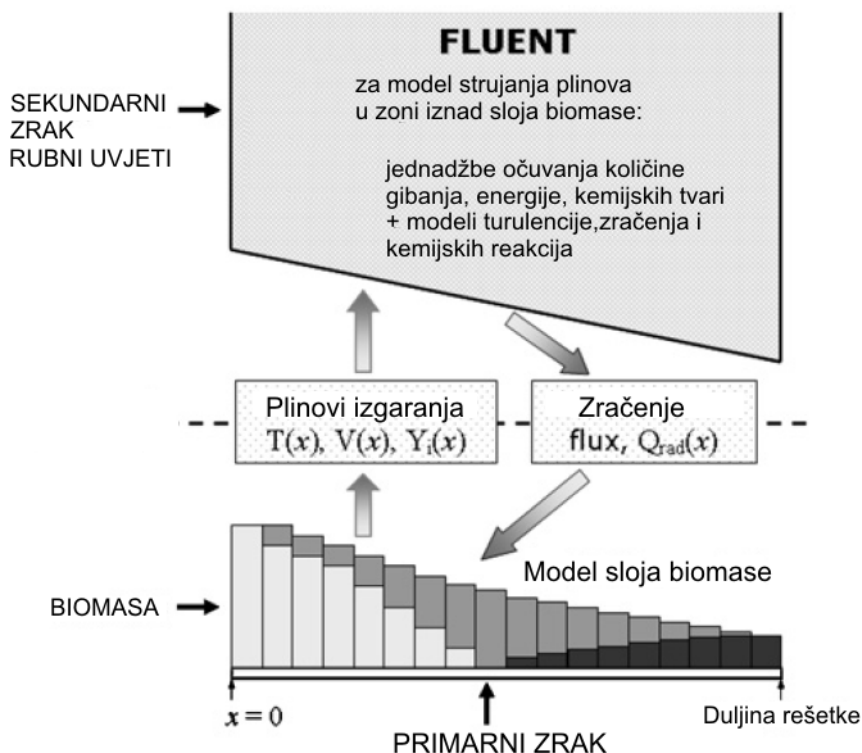 FLUENT
za model strujanja plinova
u zoni iznad sloja biomase:
jednadžbe očuvanja količine
gibanja, energije, kemijskih tvari
+ modeli turulencije,zračenja i
kemijskih reakcija
SEKUNDARNI
ZRAK
RUBNI UVJETI
Plinovi izgaranja
T(x), V(x), Yᵢ(x)
Zračenje
flux, Q_rad(x)
Model sloja biomase
BIOMASA
x = 0
PRIMARNI ZRAK
Duljina rešetke